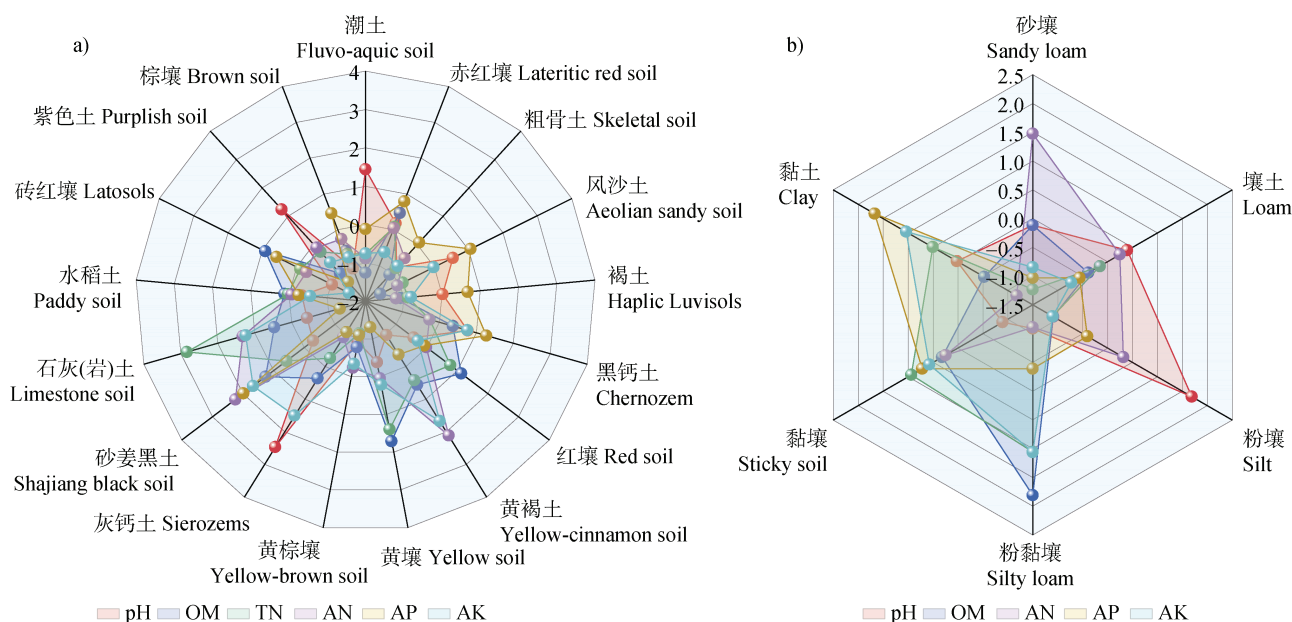 a)
潮土
Fluvo-aquic soil
赤红壤 Lateritic red soil
粗骨土 Skeletal soil
风沙土
Aeolian sandy soil
褐土
Haplic Luvisols
黑钙土
Chernozem
红壤 Red soil
黄褐土
Yellow-cinnamon soil
黄壤 Yellow soil
黄棕壤
Yellow-brown soil
灰钙土 Sierozems
砂姜黑土
Shajiang black soil
石灰(岩)土
Limestone soil
水稻土
Paddy soil
砖红壤 Latosols
紫色土 Purplish soil
棕壤 Brown soil
4
3
2
1
0
−1
−2
pH OM TN AN AP AK
b)
砂壤
Sandy loam
壤土
Loam
粉壤
Silt
粉黏壤
Silty loam
黏壤
Sticky soil
黏土
Clay
2.5
2.0
1.5
1.0
0.5
0.0
−0.5
−1.0
−1.5
pH OM AN AP AK